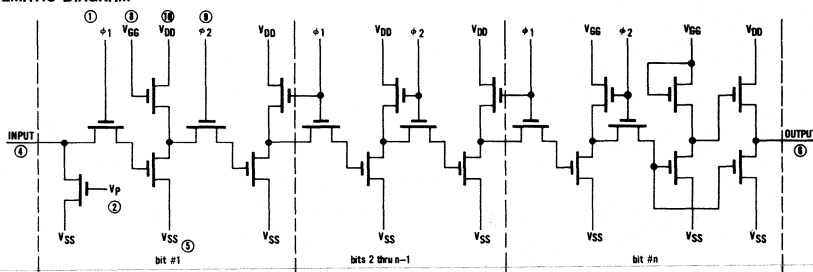 ① ⑧ ⑩ ⑨
ϕ1 VGG VDD ϕ2 VDD ϕ1 VDD ϕ2 VDD ϕ1 VGG ϕ2 VGG VDD
INPUT OUTPUT
④ ⑥
VP
②
VSS VSS ⑤ VSS VSS VSS VSS VSS VSS
bit #1 bits 2 thru n–1 bit #n